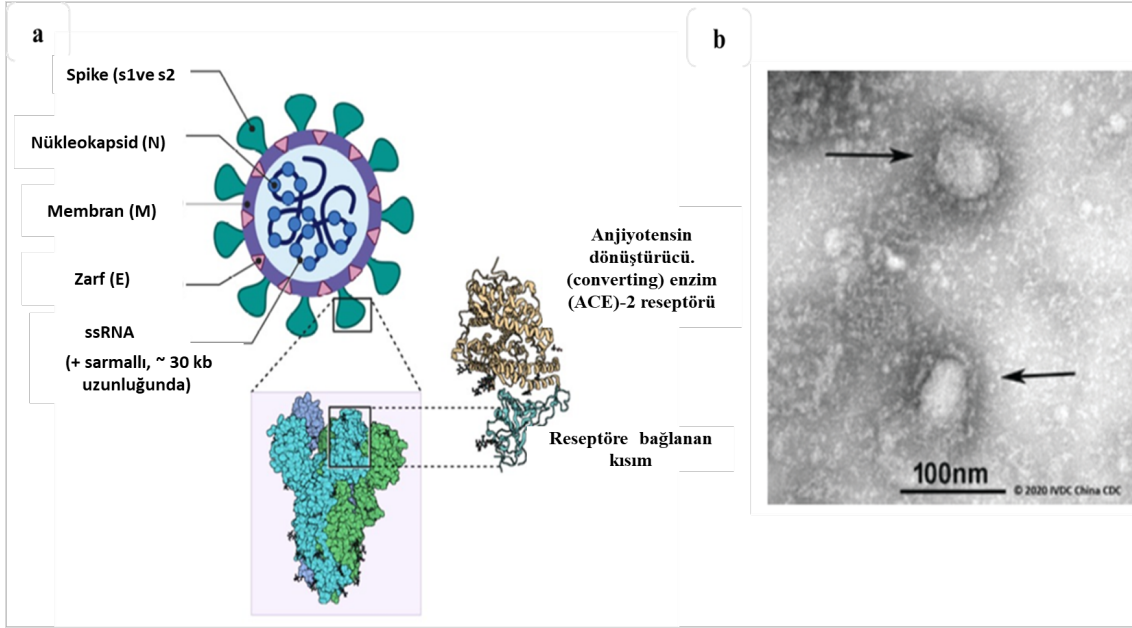 a
Spike (s1ve s2
Nükleokapsid (N)
Membran (M)
Zarf (E)
ssRNA
(+ sarmallı, ~ 30 kb
uzunluğunda)
Anjiyotensin
dönüştürücü.
(converting) enzim
(ACE)-2 reseptörü
Reseptöre bağlanan
kısım
b
100nm
© 2020 IVDC China CDC